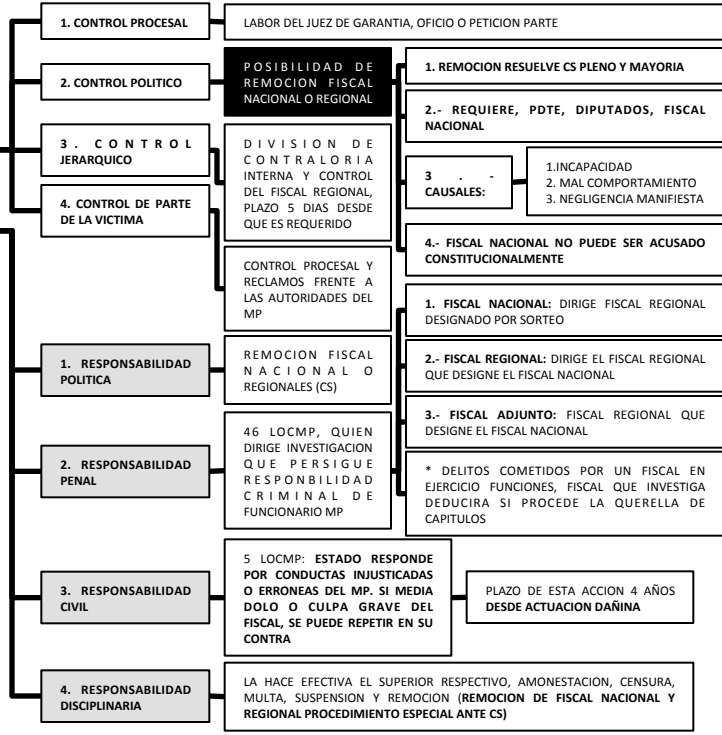 1. CONTROL PROCESAL
LABOR DEL JUEZ DE GARANTIA, OFICIO O PETICION PARTE
2. CONTROL POLITICO
POSIBILIDAD DE
REMOCION FISCAL
NACIONAL O REGIONAL
1. REMOCION RESUELVE CS PLENO Y MAYORIA
2.- REQUIERE, PDTE, DIPUTADOS, FISCAL
NACIONAL
3 . -
CAUSALES:
1.INCAPACIDAD
2. MAL COMPORTAMIENTO
3. NEGLIGENCIA MANIFIESTA
4.- FISCAL NACIONAL NO PUEDE SER ACUSADO
CONSTITUCIONALMENTE
3 . CONTROL
JERARQUICO
DIVISION DE
CONTRALORIA
INTERNA Y CONTROL
DEL FISCAL REGIONAL,
PLAZO 5 DIAS DESDE
QUE ES REQUERIDO
4. CONTROL DE PARTE
DE LA VICTIMA
CONTROL PROCESAL Y
RECLAMOS FRENTE A
LAS AUTORIDADES DEL
MP
1. RESPONSABILIDAD
POLITICA
REMOCION FISCAL
NACIONAL O
REGIONALES (CS)
2. RESPONSABILIDAD
PENAL
46 LOCMP, QUIEN
DIRIGE INVESTIGACION
QUE PERSIGUE
RESPONBILIDAD
CRIMINAL DE
FUNCIONARIO MP
1. FISCAL NACIONAL: DIRIGE FISCAL REGIONAL
DESIGNADO POR SORTEO
2.- FISCAL REGIONAL: DIRIGE EL FISCAL REGIONAL
QUE DESIGNE EL FISCAL NACIONAL
3.- FISCAL ADJUNTO: FISCAL REGIONAL QUE
DESIGNE EL FISCAL NACIONAL
* DELITOS COMETIDOS POR UN FISCAL EN
EJERCICIO FUNCIONES, FISCAL QUE INVESTIGA
DEDUCIRA SI PROCEDE LA QUERELLA DE
CAPITULOS
3. RESPONSABILIDAD
CIVIL
5 LOCMP: ESTADO RESPONDE
POR CONDUCTAS INJUSTICADAS
O ERRONEAS DEL MP. SI MEDIA
DOLO O CULPA GRAVE DEL
FISCAL, SE PUEDE REPETIR EN SU
CONTRA
PLAZO DE ESTA ACCION 4 AÑOS
DESDE ACTUACION DAÑINA
4. RESPONSABILIDAD
DISCIPLINARIA
LA HACE EFECTIVA EL SUPERIOR RESPECTIVO, AMONESTACION, CENSURA,
MULTA, SUSPENSION Y REMOCION (REMOCION DE FISCAL NACIONAL Y
REGIONAL PROCEDIMIENTO ESPECIAL ANTE CS)